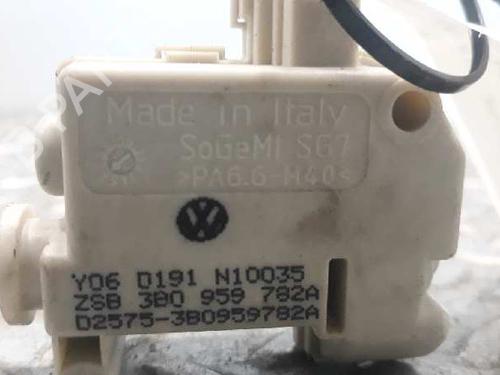 Made in Italy
SoGeMi SG7
>PA6.6-M40<
Y06 D191 N10035
ZSB 3B0 959 782A
D2575-3B0959782A